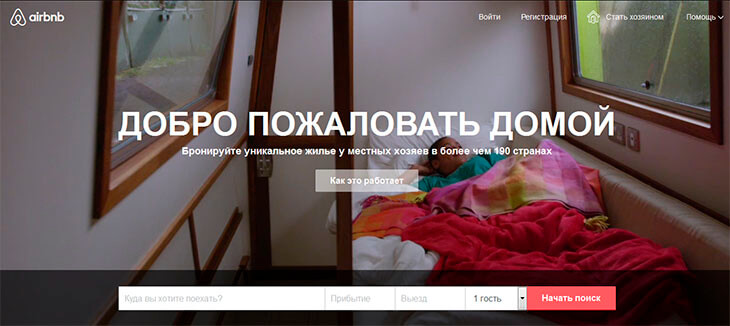 airbnb
Войти
Регистрация
Стать хозяином
Помощь
ДОБРО ПОЖАЛОВАТЬ ДОМОЙ
Бронируйте уникальное жилье у местных хозяев в более чем 190 странах
Как это работает
Куда вы хотите поехать?
Прибытие
Выезд
1 гость
Начать поиск